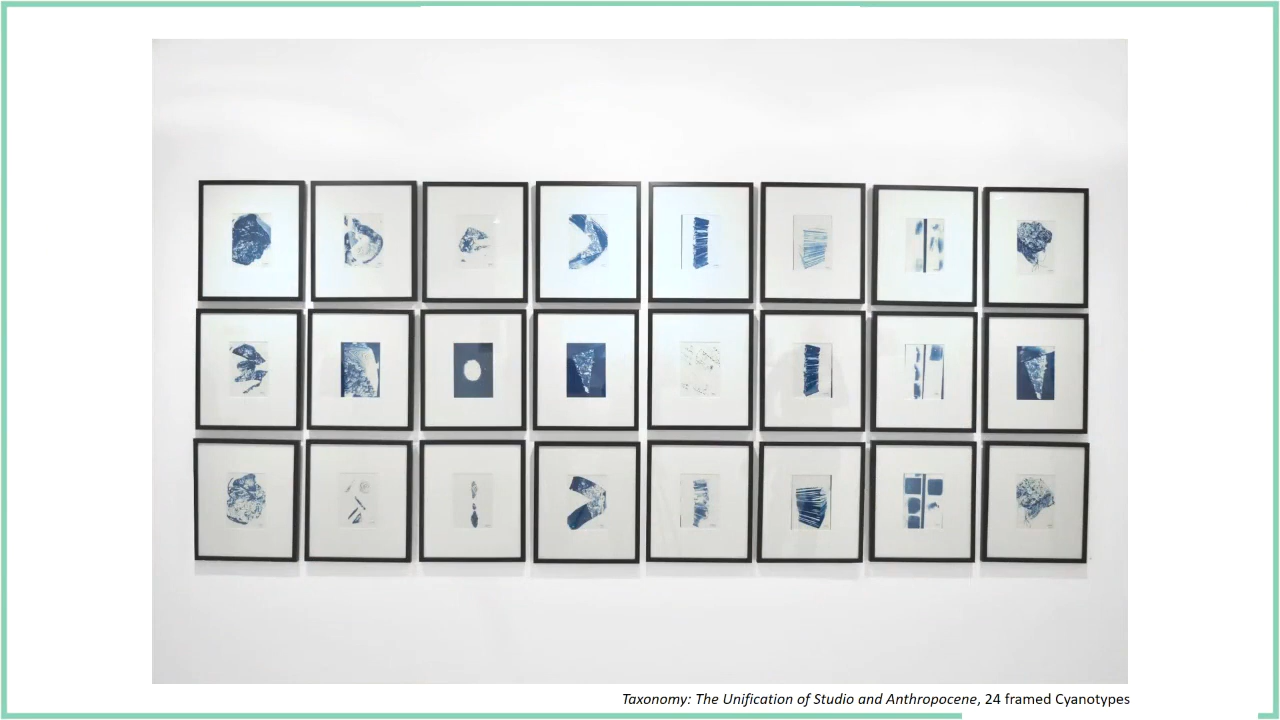 Taxonomy: The Unification of Studio and Anthropocene, 24 framed Cyanotypes